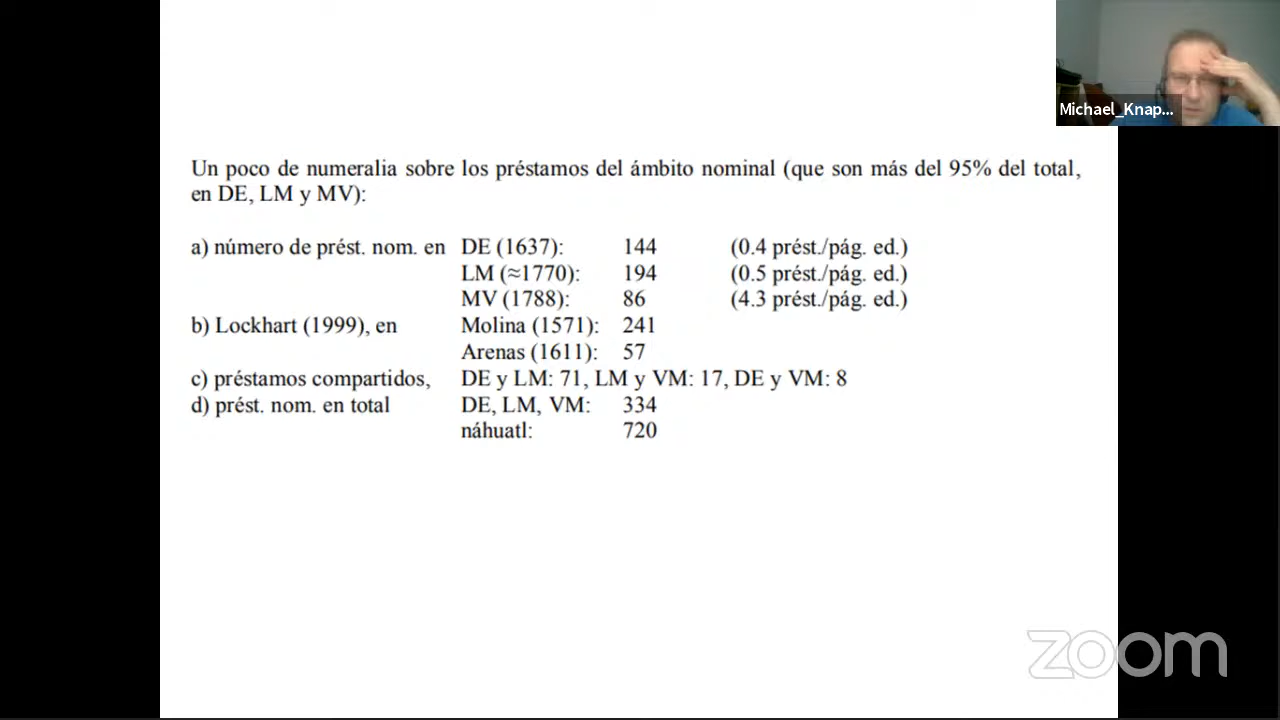 Michael_Knap...
Un poco de numeralia sobre los préstamos del ámbito nominal (que son más del 95% del total,
en DE, LM y MV):
a) número de prést. nom. en DE (1637): 144 (0.4 prést./pág. ed.)
LM (≈1770): 194 (0.5 prést./pág. ed.)
MV (1788): 86 (4.3 prést./pág. ed.)
b) Lockhart (1999), en Molina (1571): 241
Arenas (1611): 57
c) préstamos compartidos, DE y LM: 71, LM y VM: 17, DE y VM: 8
d) prést. nom. en total DE, LM, VM: 334
náhuatl: 720
zoom